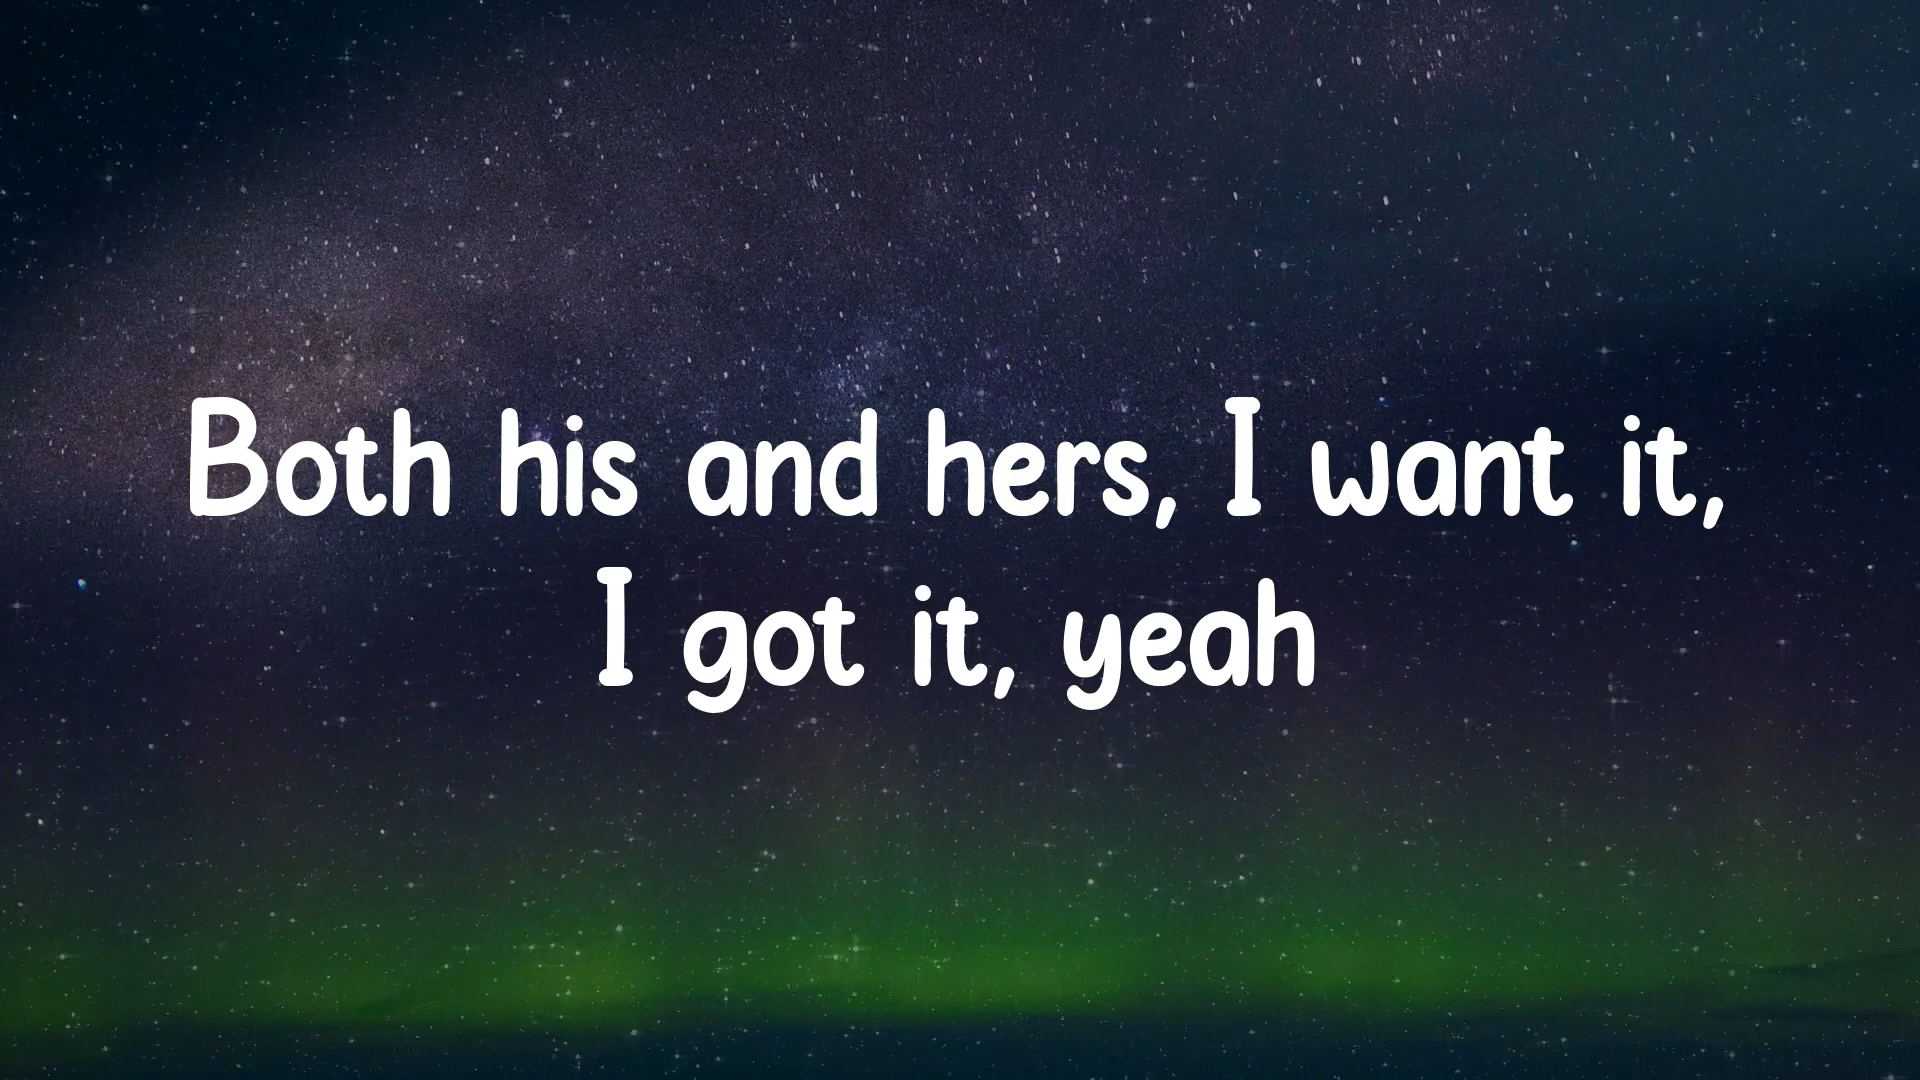 Both his and hers, I want it,
I got it, yeah